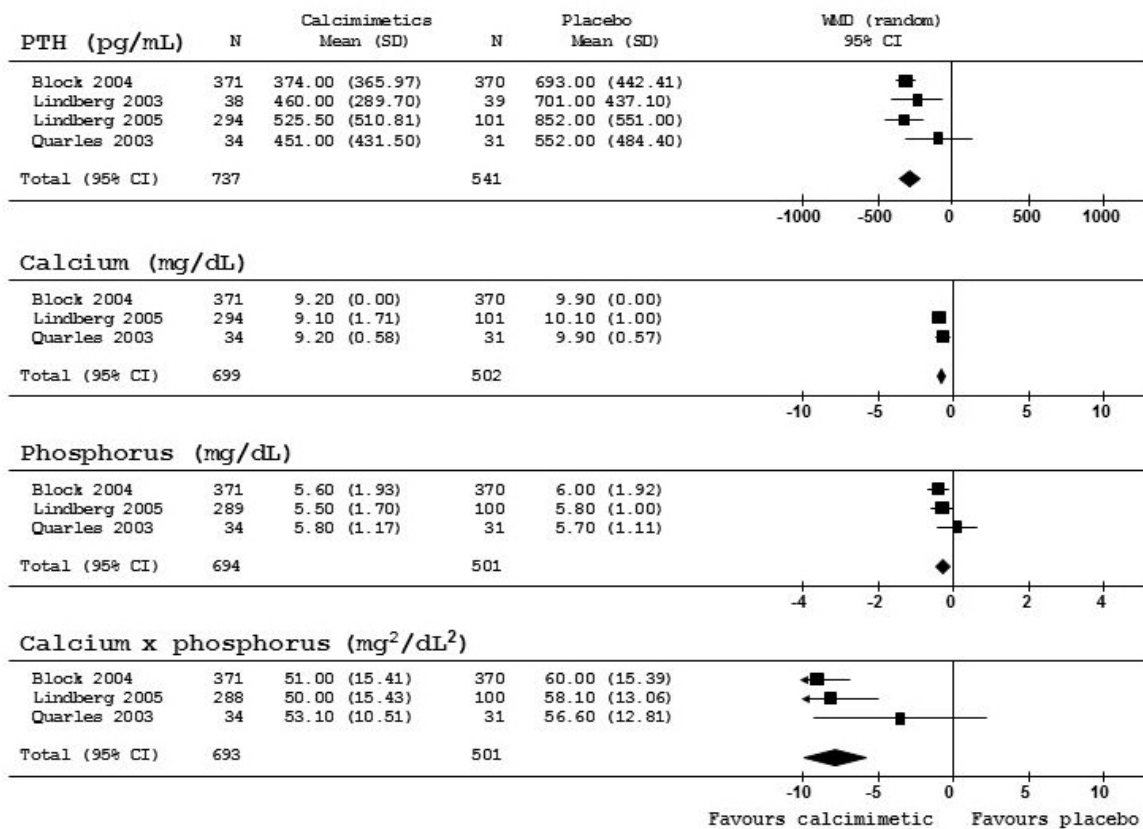 Calcimimetics Placebo WMD (random)
PTH (pg/mL) N Mean (SD) N Mean (SD) 95% CI
Block 2004 371 374.00 (365.97) 370 693.00 (442.41)
Lindberg 2003 38 460.00 (289.70) 39 701.00 437.10)
Lindberg 2005 294 525.50 (510.81) 101 852.00 (551.00)
Quarles 2003 34 451.00 (431.50) 31 552.00 (484.40)
Total (95% CI) 737 541
-1000 -500 0 500 1000
Calcium (mg/dL)
Block 2004 371 9.20 (0.00) 370 9.90 (0.00)
Lindberg 2005 294 9.10 (1.71) 101 10.10 (1.00)
Quarles 2003 34 9.20 (0.58) 31 9.90 (0.57)
Total (95% CI) 699 502
-10 -5 0 5 10
Phosphorus (mg/dL)
Block 2004 371 5.60 (1.93) 370 6.00 (1.92)
Lindberg 2005 289 5.50 (1.70) 100 5.80 (1.00)
Quarles 2003 34 5.80 (1.17) 31 5.70 (1.11)
Total (95% CI) 694 501
-4 -2 0 2 4
Calcium x phosphorus (mg²/dL²)
Block 2004 371 51.00 (15.41) 370 60.00 (15.39)
Lindberg 2005 288 50.00 (15.43) 100 58.10 (13.06)
Quarles 2003 34 53.10 (10.51) 31 56.60 (12.81)
Total (95% CI) 693 501
-10 -5 0 5 10
Favours calcimimetic Favours placebo